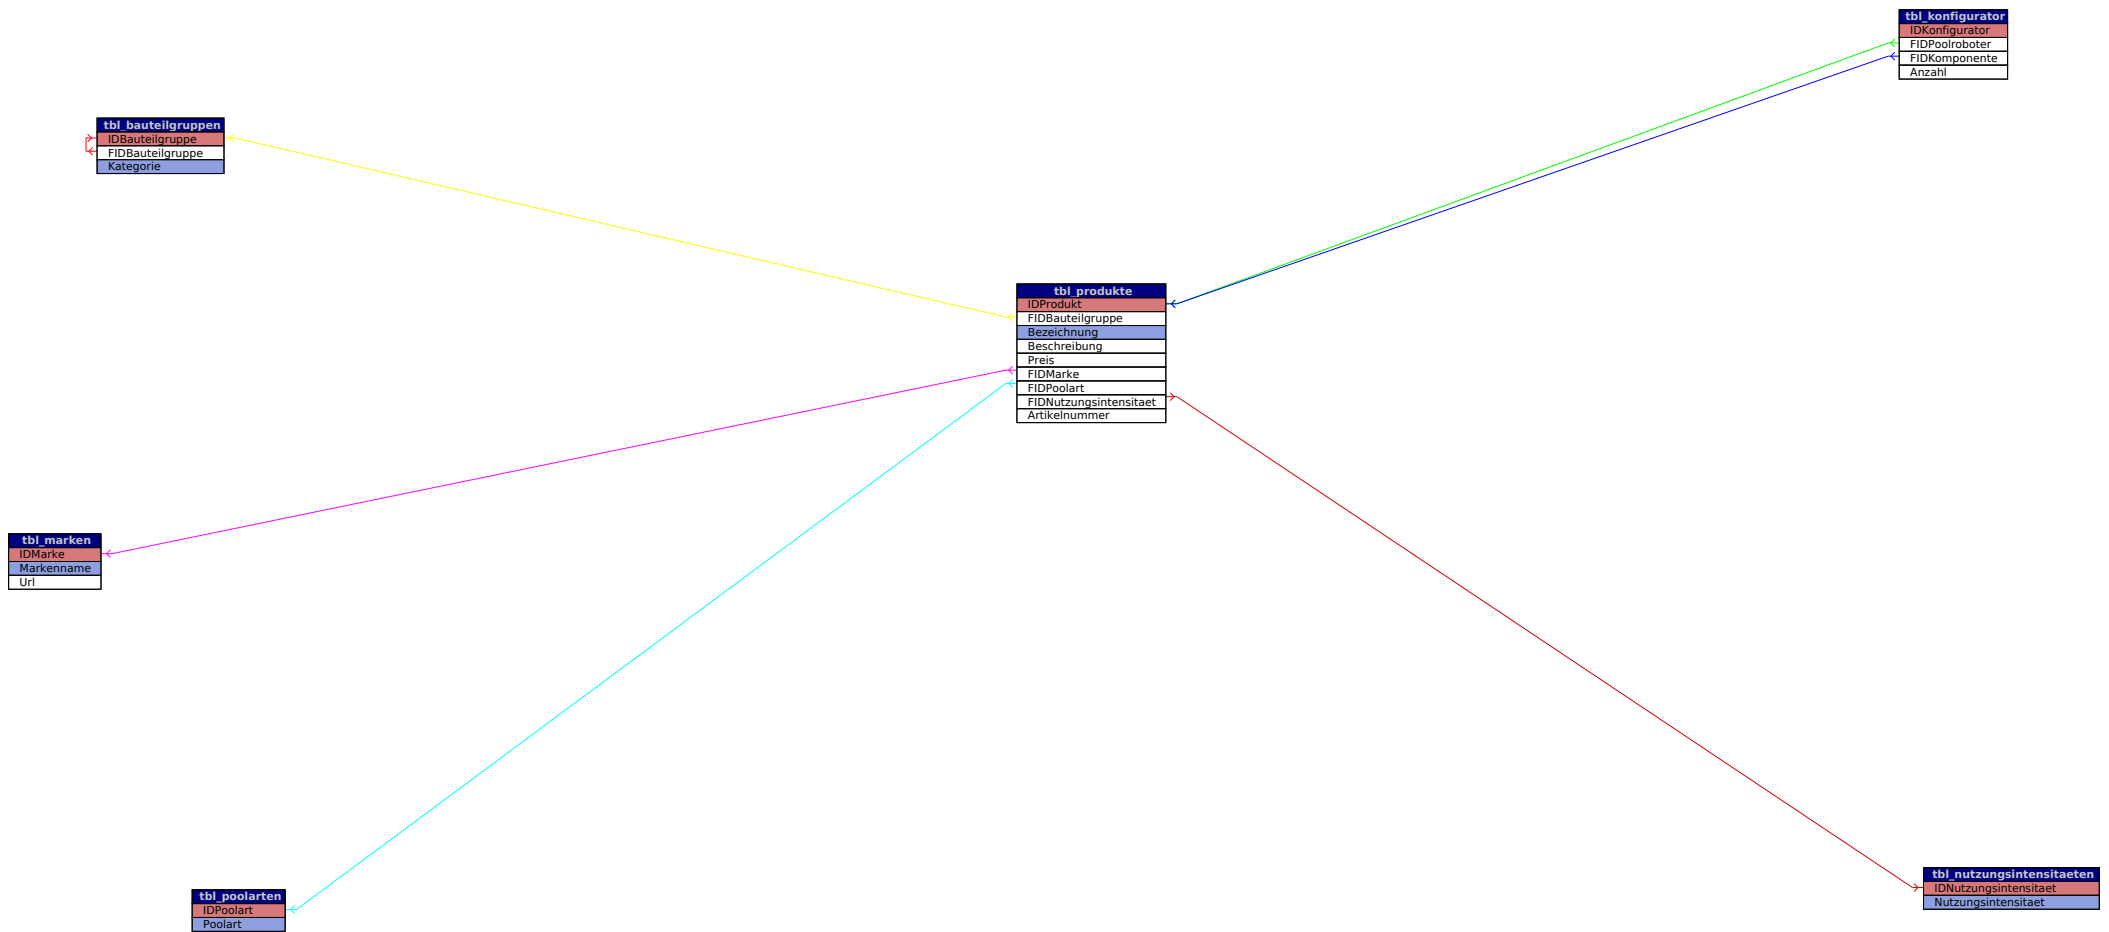 tbl_konfigurator
IDKonfigurator
FIDPoolroboter
FIDKomponente
Anzahl
tbl_bauteilgruppen
IDBauteilgruppe
FIDBauteilgruppe
Kategorie
tbl_produkte
IDProdukt
FIDBauteilgruppe
Bezeichnung
Beschreibung
Preis
FIDMarke
FIDPoolart
FIDNutzungsintensitaet
Artikelnummer
tbl_marken
IDMarke
Markenname
Url
tbl_poolarten
IDPoolart
Poolart
tbl_nutzungsintensitaeten
IDNutzungsintensitaet
Nutzungsintensitaet